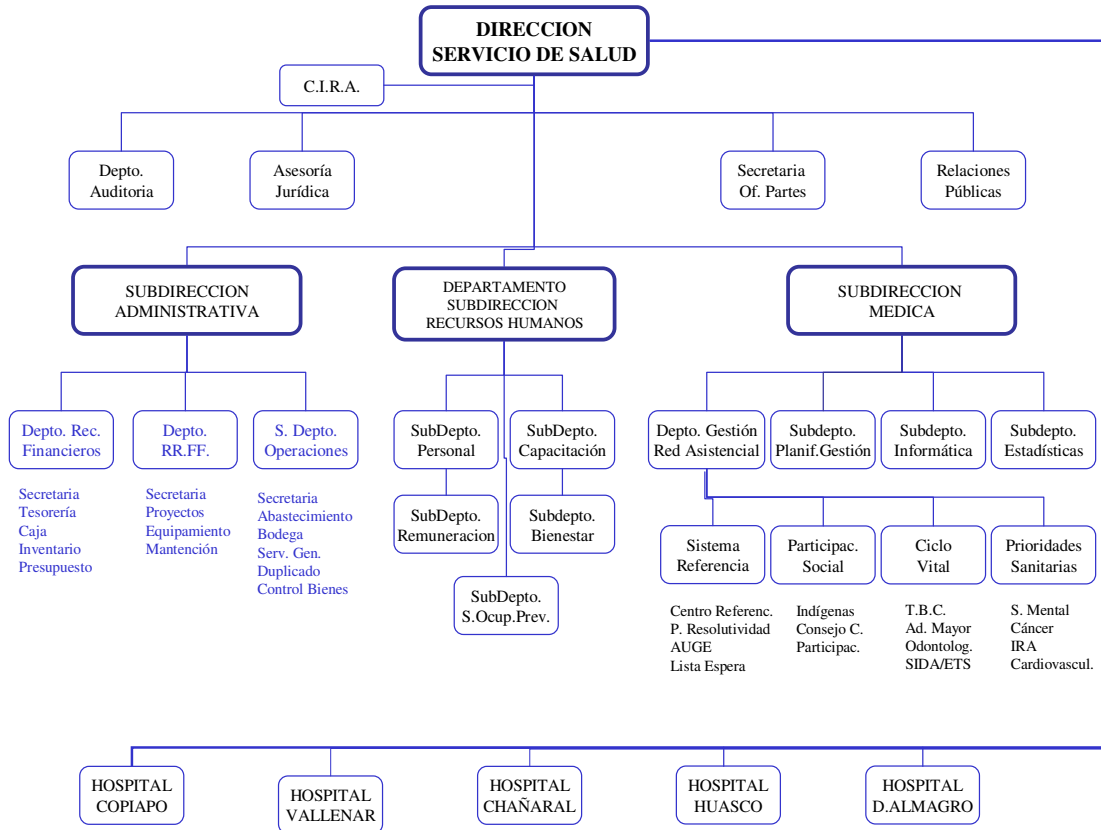 DIRECCION
SERVICIO DE SALUD
C.I.R.A.
Depto.
Auditoria
Asesoría
Jurídica
Secretaria
Of. Partes
Relaciones
Públicas
SUBDIRECCION
ADMINISTRATIVA
DEPARTAMENTO
SUBDIRECCION
RECURSOS HUMANOS
SUBDIRECCION
MEDICA
Depto. Rec.
Financieros
Depto.
RR.FF.
S. Depto.
Operaciones
SubDepto.
Personal
SubDepto.
Capacitación
Depto. Gestión
Red Asistencial
Subdepto.
Planif.Gestión
Subdepto.
Informática
Subdepto.
Estadísticas
Secretaria
Tesorería
Caja
Inventario
Presupuesto
Secretaria
Proyectos
Equipamiento
Mantención
Secretaria
Abastecimiento
Bodega
Serv. Gen.
Duplicado
Control Bienes
SubDepto.
Remuneracion
Subdepto.
Bienestar
SubDepto.
S.Ocup.Prev.
Sistema
Referencia
Participac.
Social
Ciclo
Vital
Prioridades
Sanitarias
Centro Referenc.
P. Resolutividad
AUGE
Lista Espera
Indígenas
Consejo C.
Participac.
T.B.C.
Ad. Mayor
Odontolog.
SIDA/ETS
S. Mental
Cáncer
IRA
Cardiovascul.
HOSPITAL
COPIAPO
HOSPITAL
VALLENAR
HOSPITAL
CHAÑARAL
HOSPITAL
HUASCO
HOSPITAL
D.ALMAGRO